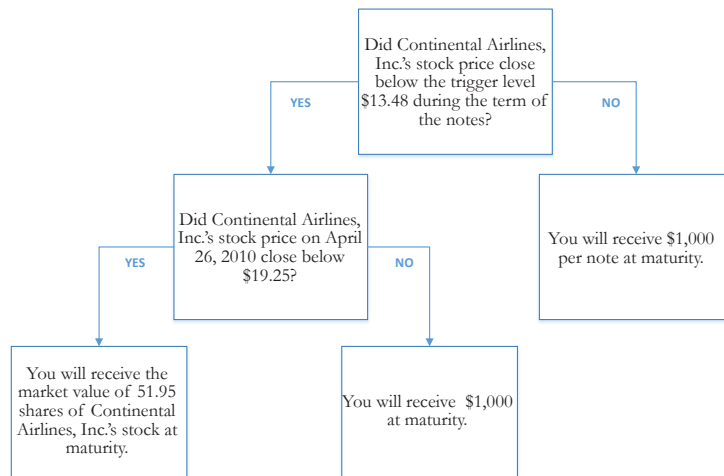 Did Continental Airlines,
Inc.'s stock price close
below the trigger level
$13.48 during the term of
the notes?
YES
NO
Did Continental Airlines,
Inc.'s stock price on April
26, 2010 close below
$19.25?
You will receive $1,000
per note at maturity.
YES
NO
You will receive the
market value of 51.95
shares of Continental
Airlines, Inc.'s stock at
maturity.
You will receive $1,000
at maturity.